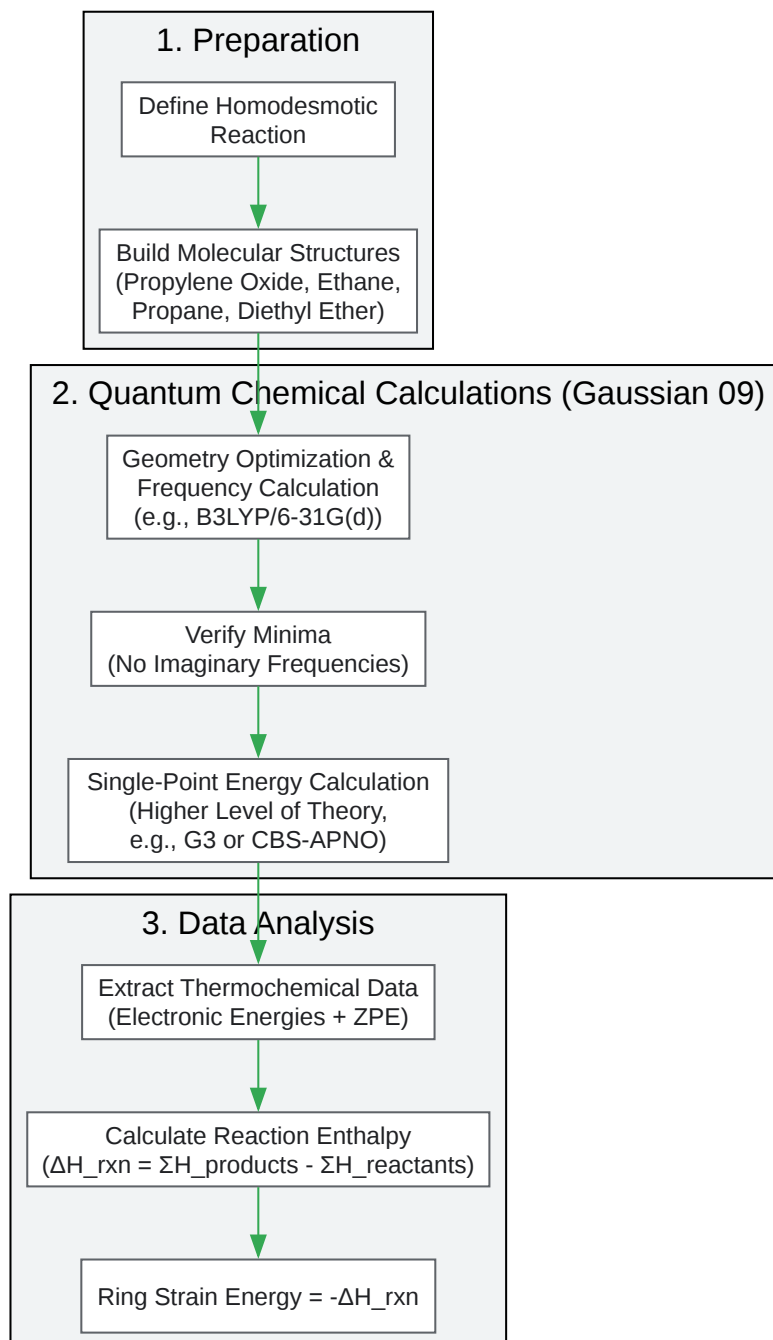 1. Preparation
Define Homodesmotic
Reaction
Build Molecular Structures
(Propylene Oxide, Ethane,
Propane, Diethyl Ether)
2. Quantum Chemical Calculations (Gaussian 09)
Geometry Optimization &
Frequency Calculation
(e.g., B3LYP/6-31G(d))
Verify Minima
(No Imaginary Frequencies)
Single-Point Energy Calculation
(Higher Level of Theory,
e.g., G3 or CBS-APNO)
3. Data Analysis
Extract Thermochemical Data
(Electronic Energies + ZPE)
Calculate Reaction Enthalpy
(ΔH_rxn = ΣH_products - ΣH_reactants)
Ring Strain Energy = -ΔH_rxn